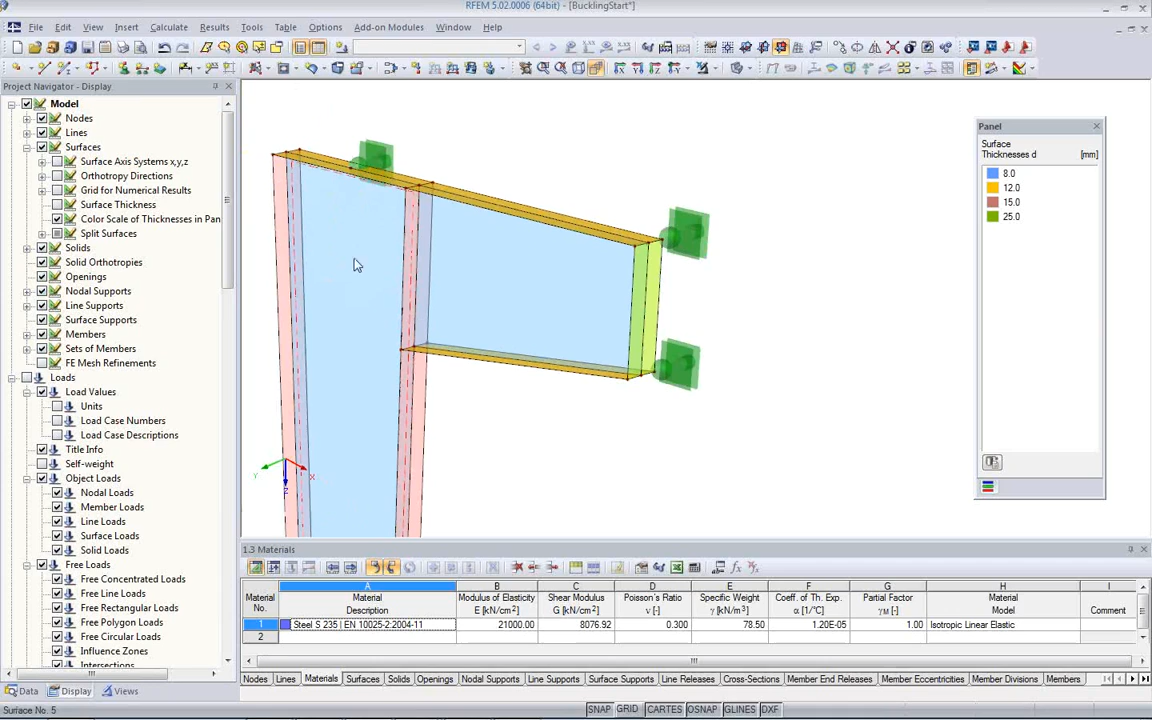 RFEM 5.02.0006 (64bit) - [BucklingStart*]
File Edit View Insert Calculate Results Tools Table Options Add-on Modules Window Help
Project Navigator - Display
Model
Nodes
Lines
Surfaces
Surface Axis Systems x,y,z
Orthotropy Directions
Grid for Numerical Results
Surface Thickness
Color Scale of Thicknesses in Pan
Split Surfaces
Solids
Solid Orthotropies
Openings
Nodal Supports
Line Supports
Surface Supports
Members
Sets of Members
FE Mesh Refinements
Loads
Load Values
Units
Load Case Numbers
Load Case Descriptions
Title Info
Self-weight
Object Loads
Nodal Loads
Member Loads
Line Loads
Surface Loads
Solid Loads
Free Loads
Free Concentrated Loads
Free Line Loads
Free Rectangular Loads
Free Polygon Loads
Free Circular Loads
Influence Zones
Intersections
Data Display Views
Surface No. 5
Y X Z
Panel
Surface
Thicknesses d [mm]
8.0
12.0
15.0
25.0
1.3 Materials
A B C D E F G H I
Material No. Material Description Modulus of Elasticity E [kN/cm²] Shear Modulus G [kN/cm²] Poisson's Ratio ν [-] Specific Weight γ [kN/m³] Coeff. of Th. Exp. α [1/°C] Partial Factor γM [-] Material Model Comment
1 Steel S 235 | EN 10025-2:2004-11 21000.00 8076.92 0.300 78.50 1.20E-05 1.00 Isotropic Linear Elastic
2
Nodes Lines Materials Surfaces Solids Openings Nodal Supports Line Supports Surface Supports Line Releases Cross-Sections Member End Releases Member Eccentricities Member Divisions Members
SNAP GRID CARTES OSNAP GLINES DXF